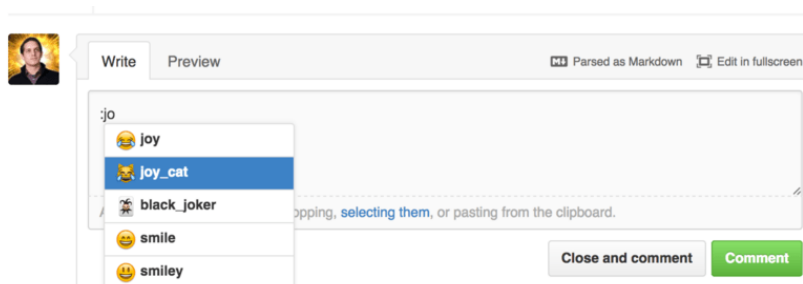 Write Preview Parsed as Markdown Edit in fullscreen
:jo
joy
joy_cat
black_joker
opping, selecting them, or pasting from the clipboard.
smile
smiley
Close and comment Comment